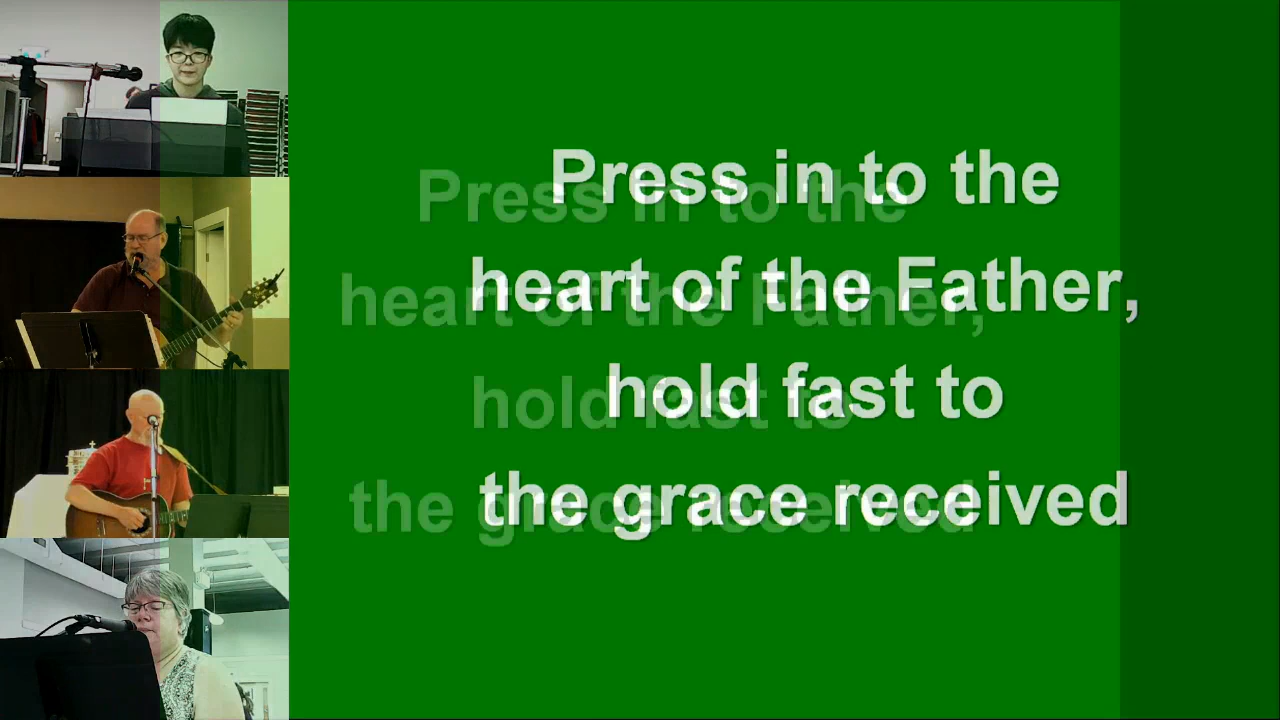 Press in to the
heart of the Father,
hold fast to
the grace received